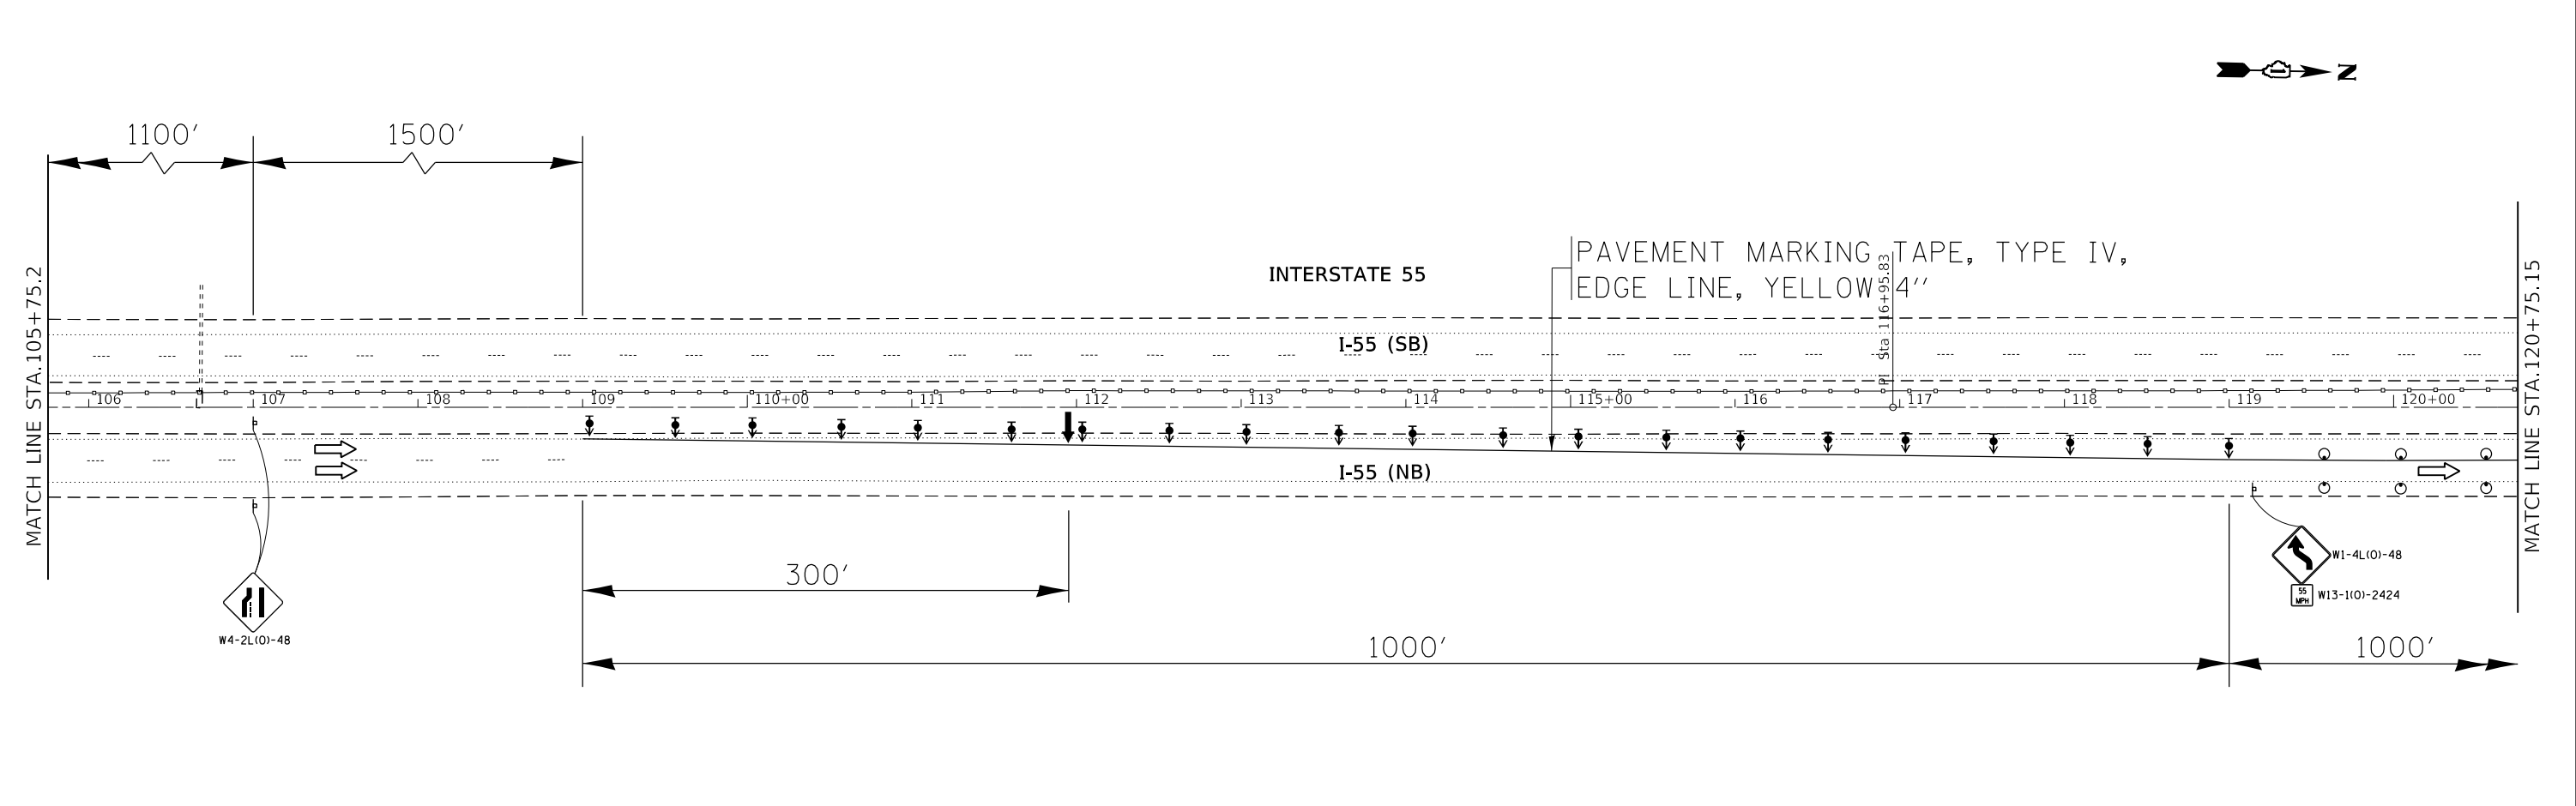 N
1100′ 1500′
PAVEMENT MARKING TAPE, TYPE IV,
EDGE LINE, YELLOW 4″
INTERSTATE 55
MATCH LINE STA.105+75.2
MATCH LINE STA.120+75.15
PI Sta 116+95.83
I-55 (SB)
106 107 108 109 110+00 111 112 113 114 115+00 116 117 118 119 120+00
I-55 (NB)
W1-4L(O)-48
300′
55
MPH
W13-1(O)-2424
W4-2L(O)-48
1000′ 1000′